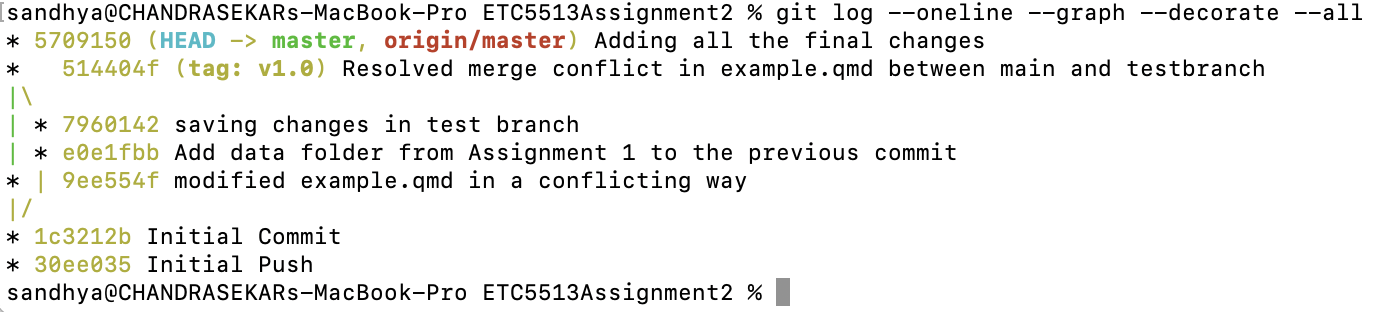 sandhya@CHANDRASEKARs-MacBook-Pro ETC5513Assignment2 % git log --oneline --graph --decorate --all
* 5709150 (HEAD -> master, origin/master) Adding all the final changes
*   514404f (tag: v1.0) Resolved merge conflict in example.qmd between main and testbranch
|\
| * 7960142 saving changes in test branch
| * e0e1fbb Add data folder from Assignment 1 to the previous commit
* | 9ee554f modified example.qmd in a conflicting way
|/
* 1c3212b Initial Commit
* 30ee035 Initial Push
sandhya@CHANDRASEKARs-MacBook-Pro ETC5513Assignment2 %